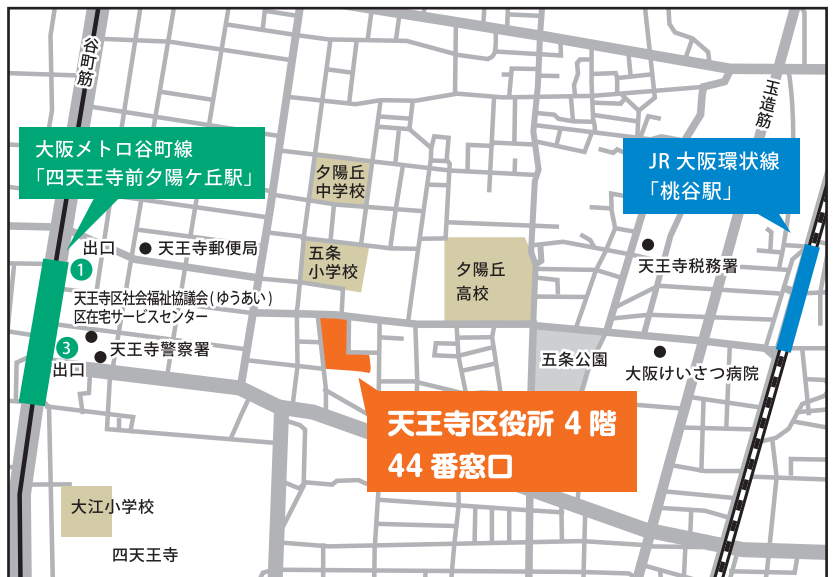 谷町筋
玉造筋
大阪メトロ谷町線
「四天王寺前夕陽ケ丘駅」
JR 大阪環状線
「桃谷駅」
夕陽丘
中学校
出口
1
天王寺郵便局
五条
小学校
夕陽丘
高校
天王寺税務署
天王寺区社会福祉協議会(ゆうあい)
区在宅サービスセンター
3
出口
天王寺警察署
五条公園
大阪けいさつ病院
天王寺区役所 4 階
44 番窓口
大江小学校
四天王寺